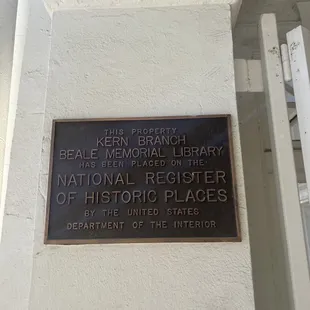 THIS PROPERTY
KERN BRANCH
BEALE MEMORIAL LIBRARY
HAS BEEN PLACED ON THE
NATIONAL REGISTER
OF HISTORIC PLACES
BY THE UNITED STATES
DEPARTMENT OF THE INTERIOR